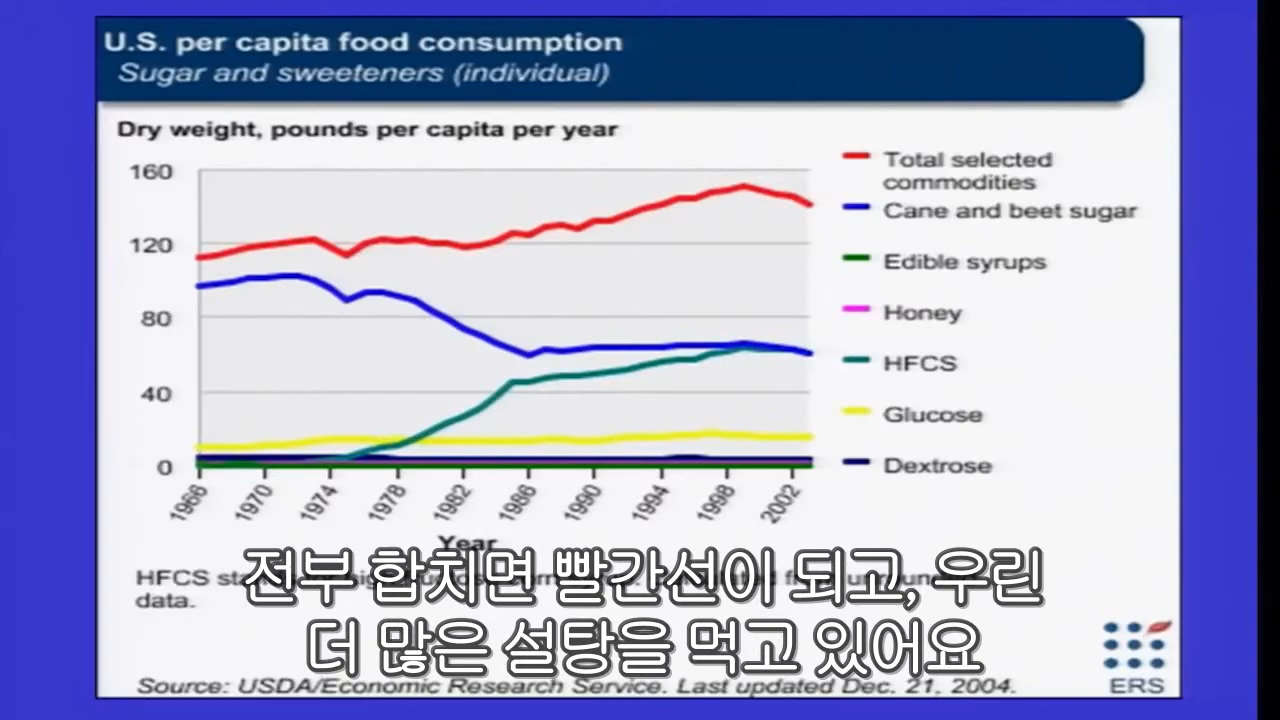 U.S. per capita food consumption
Sugar and sweeteners (individual)
Dry weight, pounds per capita per year
160
120
80
40
0
1966
1970
1974
1978
1982
1986
1990
1994
1998
2002
Year
Total selected
commodities
Cane and beet sugar
Edible syrups
Honey
HFCS
Glucose
Dextrose
HFCS
data.
전부 합치면 빨간선이 되고, 우린
더 많은 설탕을 먹고 있어요
Source: USDA/Economic Research Service. Last updated Dec. 21, 2004.
ERS